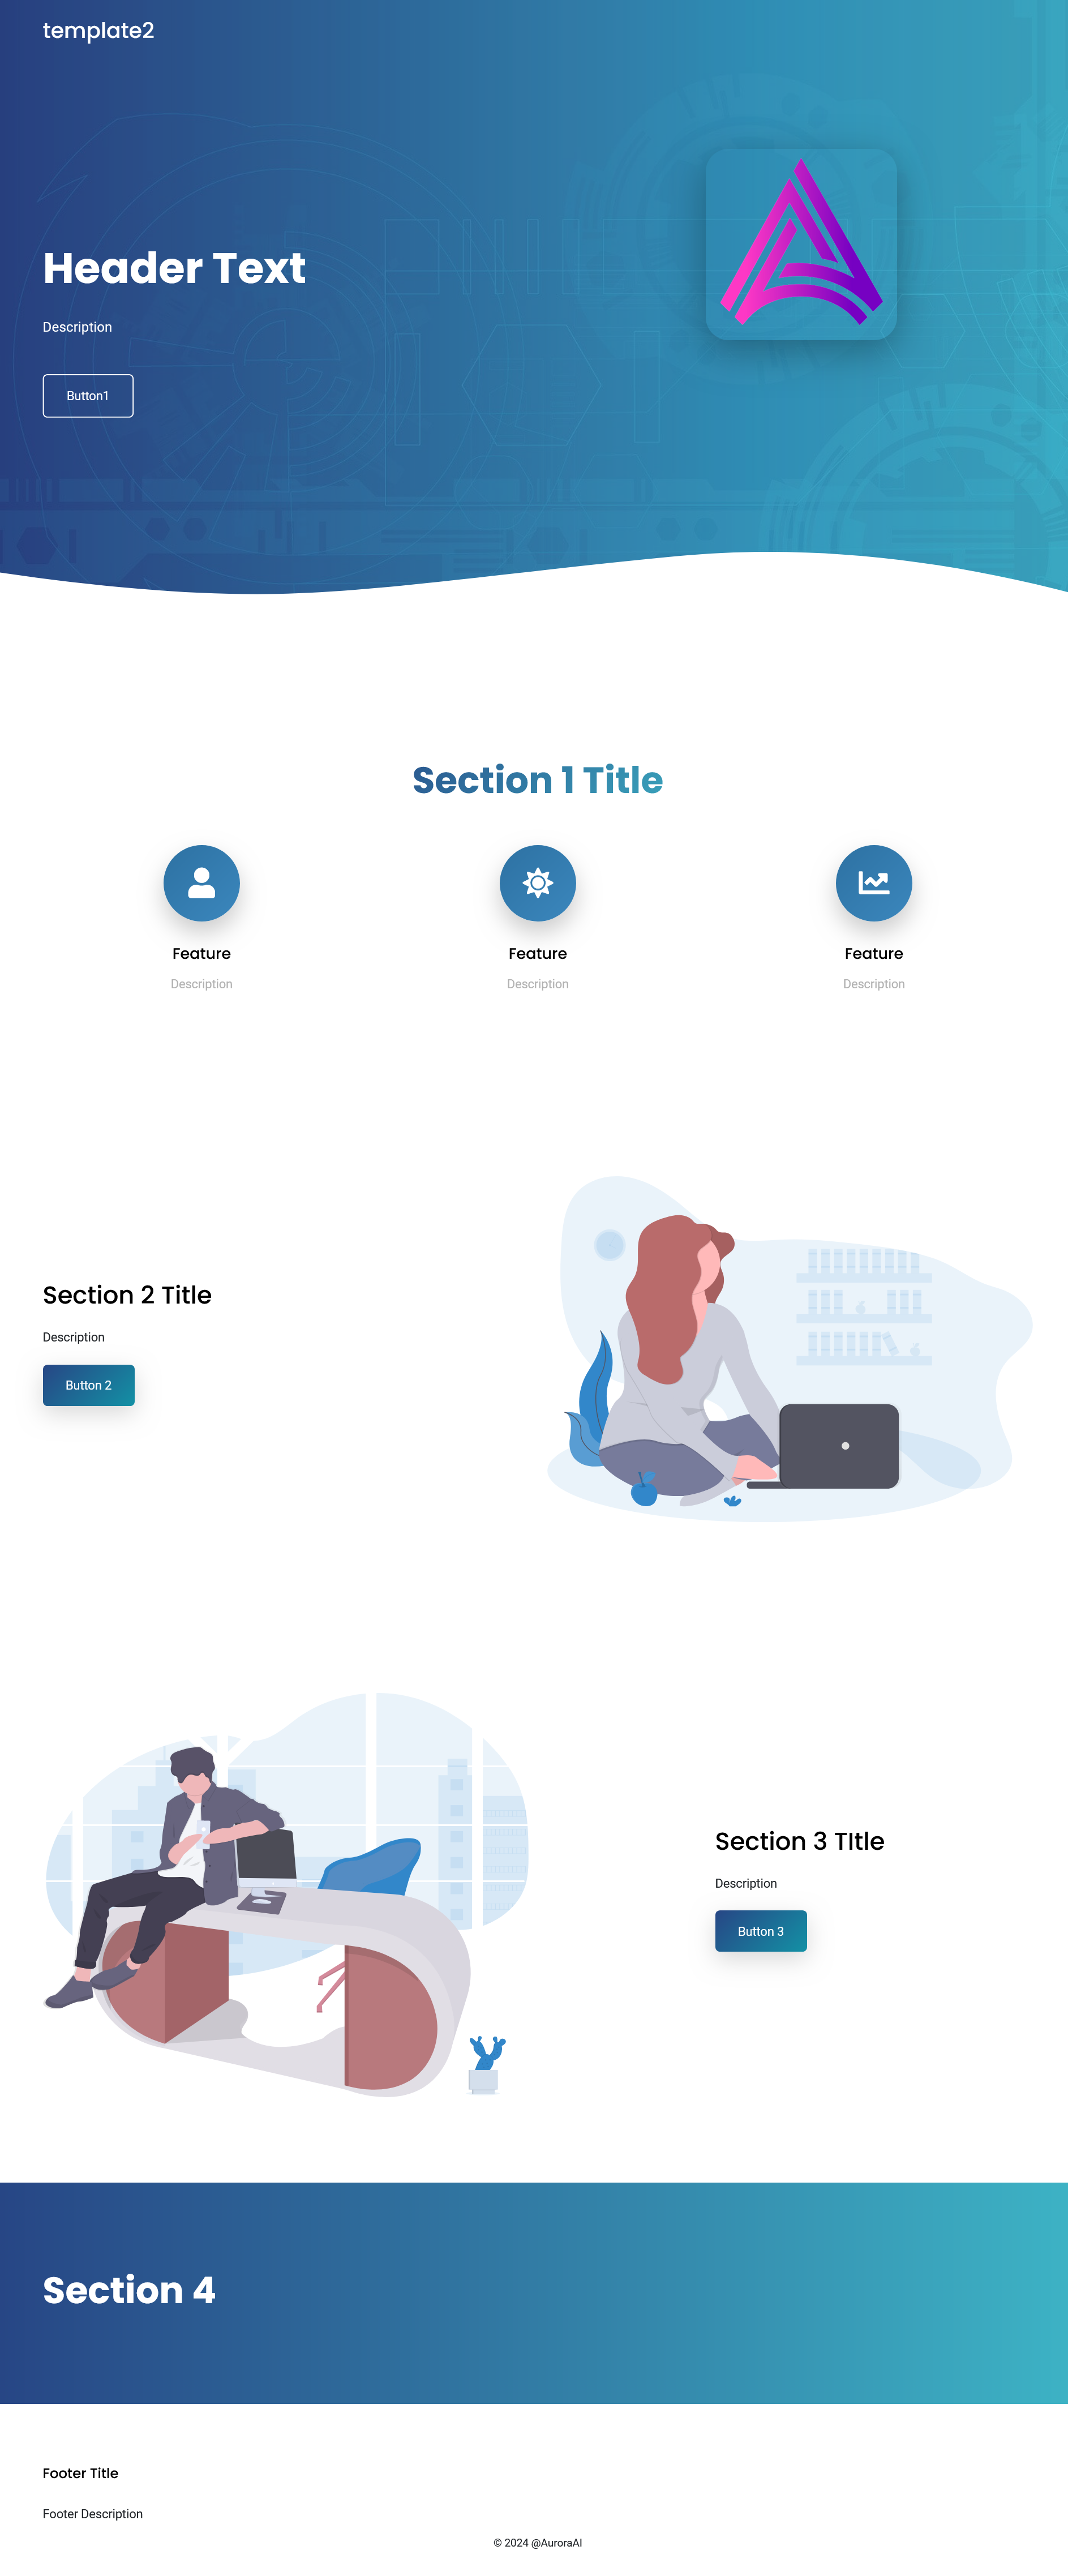 template2
Header Text
Description
Button1
Section 1 Title
Feature
Description
Feature
Description
Feature
Description
Section 2 Title
Description
Button 2
Section 3 TItle
Description
Button 3
Section 4
Footer Title
Footer Description
© 2024 @AuroraAI